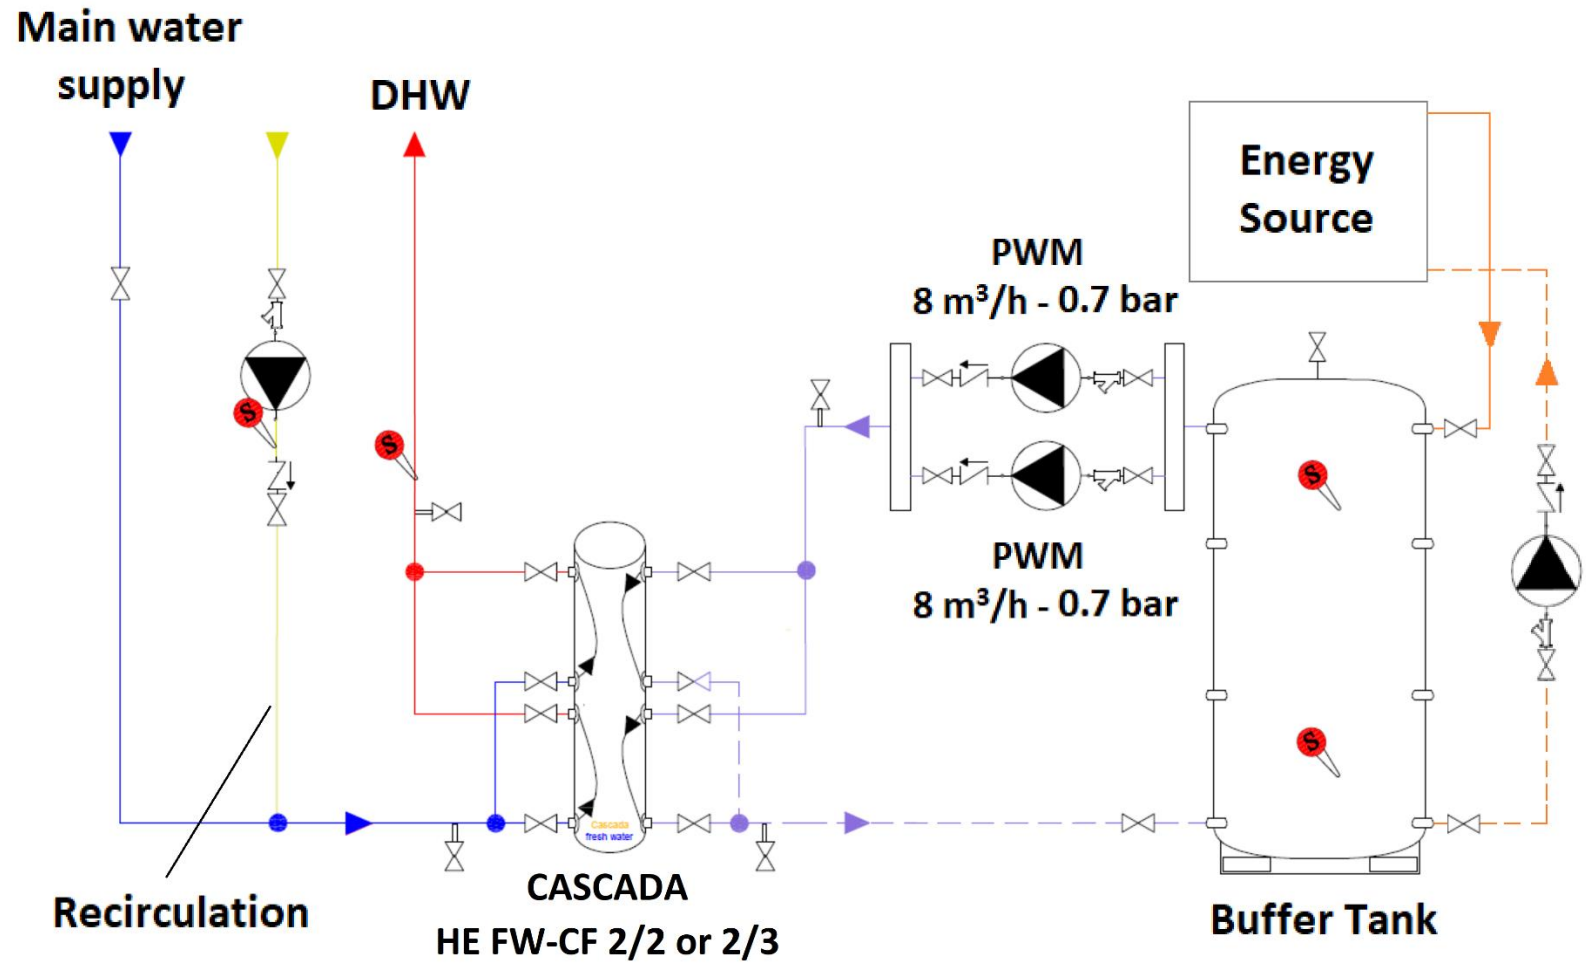 Main water
supply
DHW
Energy
Source
PWM
8 m³/h - 0.7 bar
S
S
S
PWM
8 m³/h - 0.7 bar
S
Cascada
fresh water
CASCADA
HE FW-CF 2/2 or 2/3
Recirculation
Buffer Tank